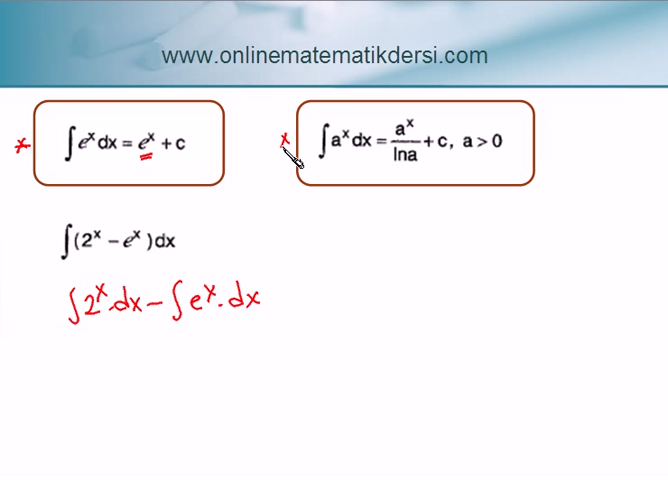 www.onlinematematikdersi.com
* ∫eˣdx = eˣ + c
x ∫aˣdx = aˣ/lna + c, a > 0
∫(2ˣ − eˣ)dx
∫2ˣ.dx − ∫eˣ.dx